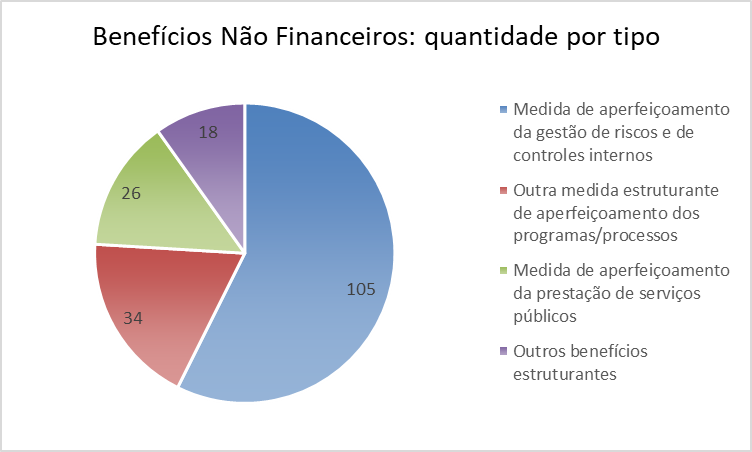 Benefícios Não Financeiros: quantidade por tipo
18
26
105
34
Medida de aperfeiçoamento
da gestão de riscos e de
controles internos
Outra medida estruturante
de aperfeiçoamento dos
programas/processos
Medida de aperfeiçoamento
da prestação de serviços
públicos
Outros benefícios
estruturantes